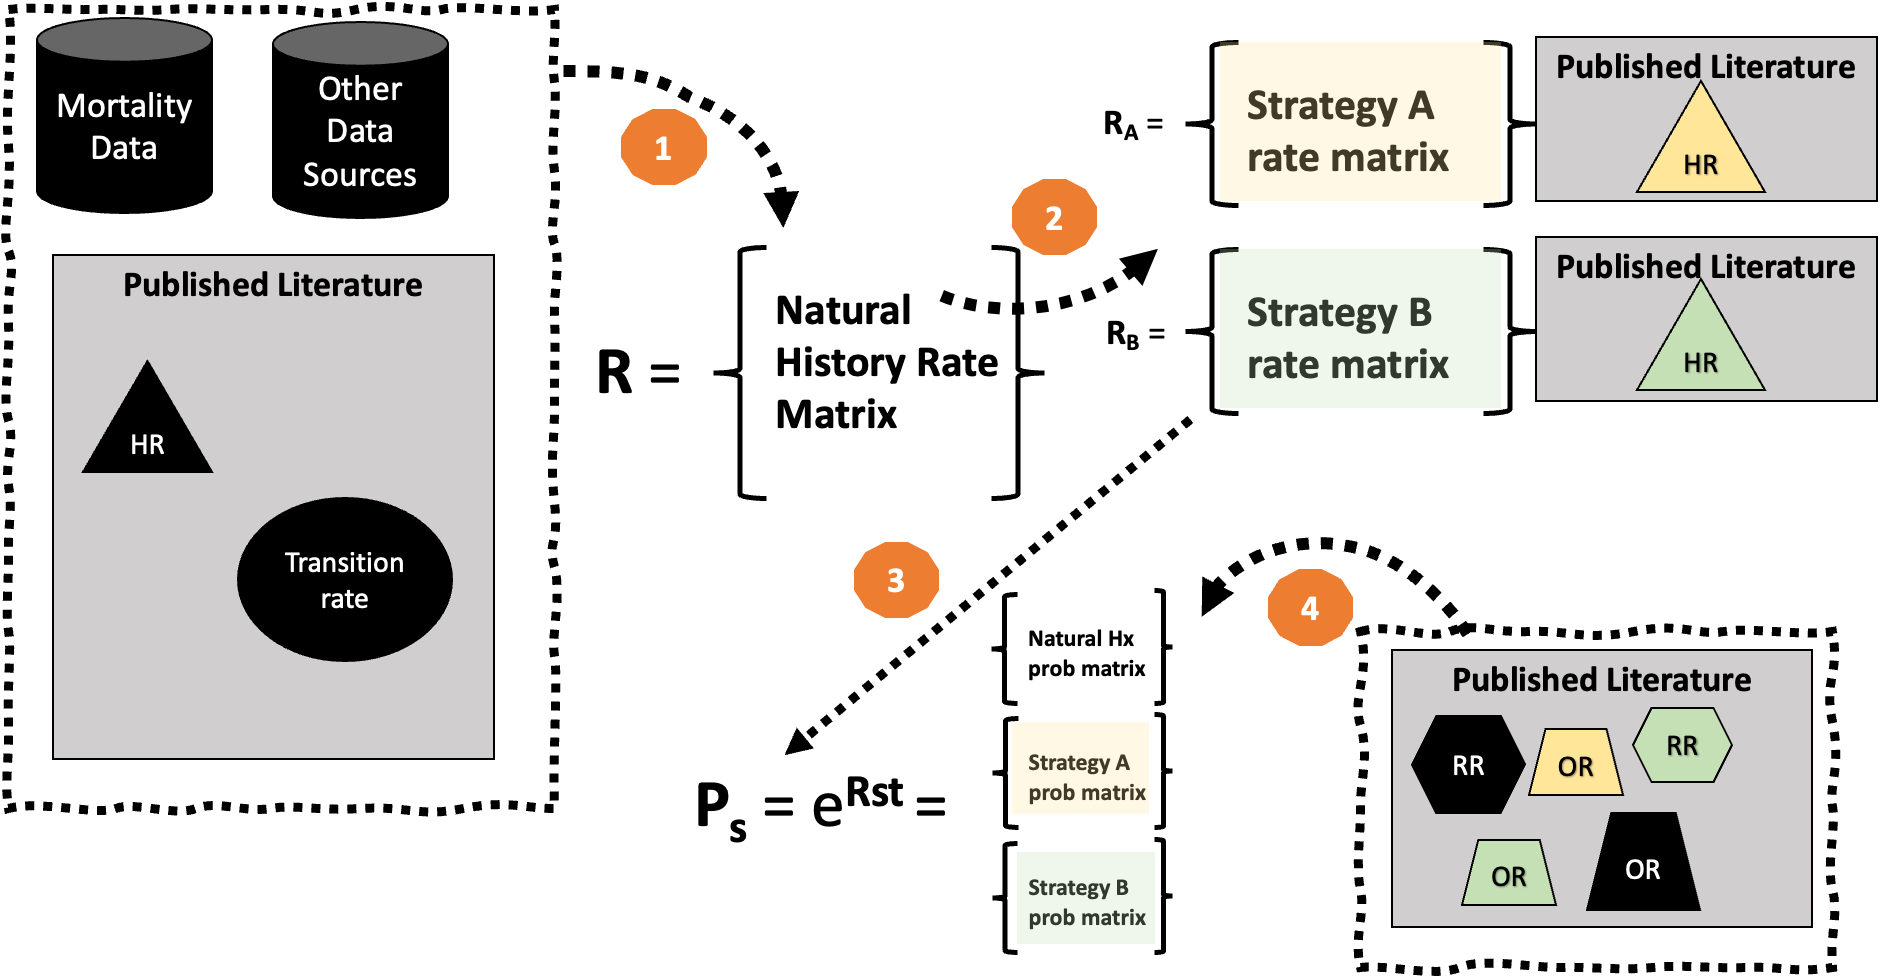 Mortality
Data
Other
Data
Sources
Published Literature
HR
Transition
rate
1
R =
Natural
History Rate
Matrix
2
R_A =
Strategy A
rate matrix
Published Literature
HR
R_B =
Strategy B
rate matrix
Published Literature
HR
3
P_s = e^Rst =
Natural Hx
prob matrix
Strategy A
prob matrix
Strategy B
prob matrix
4
Published Literature
RR
OR
RR
OR
OR